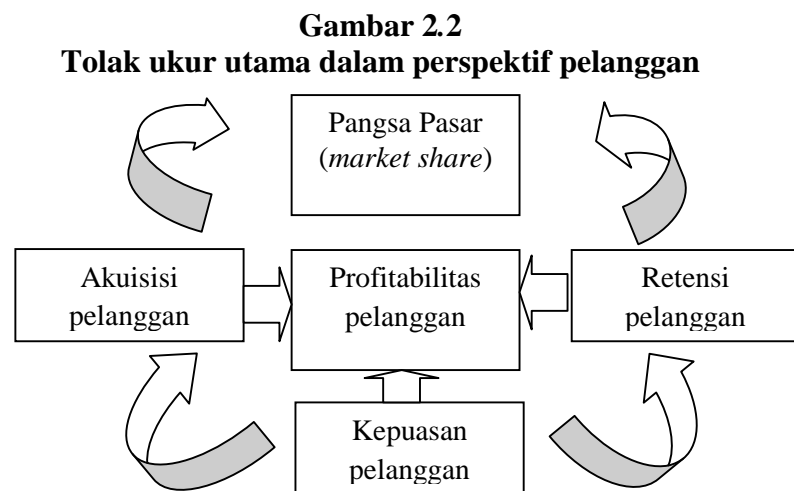 Gambar 2.2
Tolak ukur utama dalam perspektif pelanggan
Pangsa Pasar
(market share)
Akuisisi
pelanggan
Profitabilitas
pelanggan
Retensi
pelanggan
Kepuasan
pelanggan